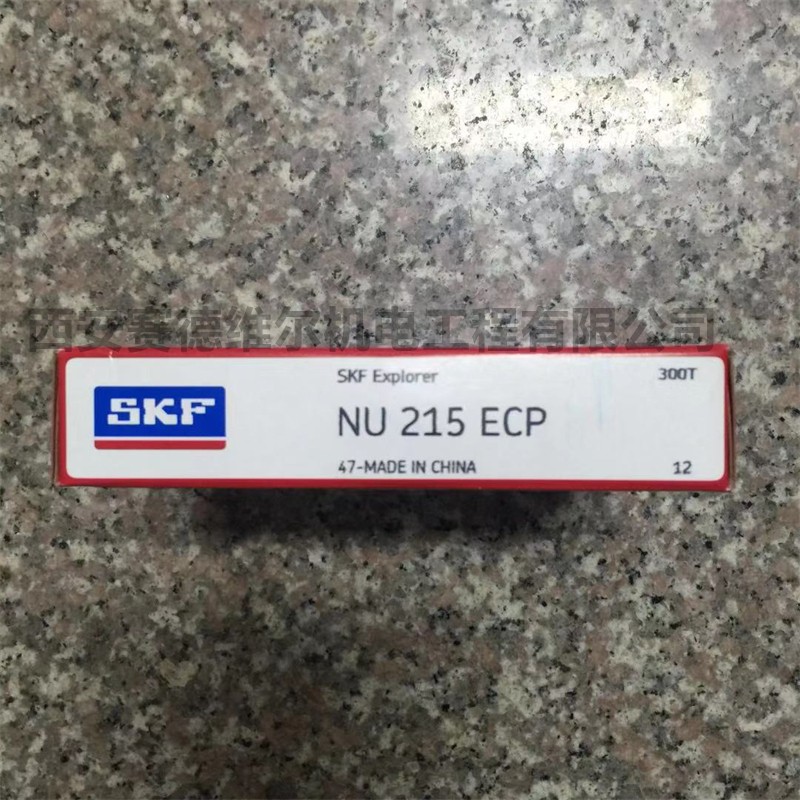 西安赛德维尔机电工程有限公司
SKF
SKF Explorer
300T
NU 215 ECP
47-MADE IN CHINA
12